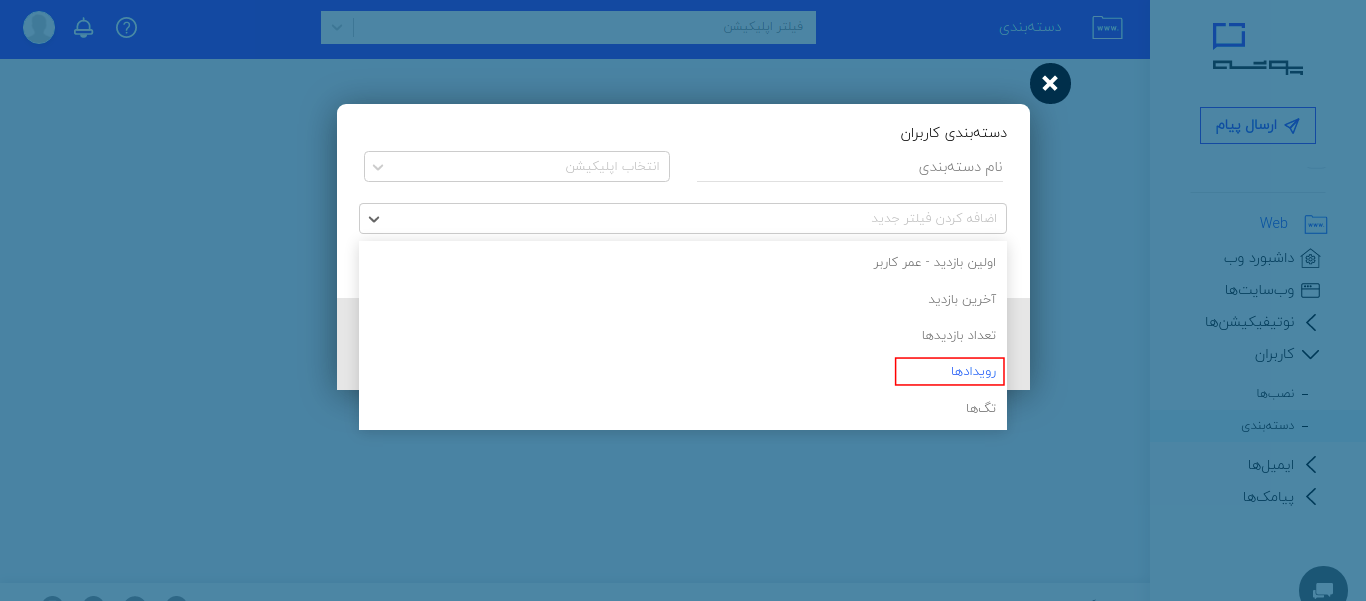 دسته‌بندی
فیلتر اپلیکیشن
پوشه
ارسال پیام
Web
داشبورد وب
وب‌سایت‌ها
نوتیفیکیشن‌ها
کاربران
نصب‌ها
دسته‌بندی
ایمیل‌ها
پیامک‌ها
دسته‌بندی کاربران
نام دسته‌بندی
انتخاب اپلیکیشن
اضافه کردن فیلتر جدید
اولین بازدید - عمر کاربر
آخرین بازدید
تعداد بازدیدها
رویدادها
تگ‌ها